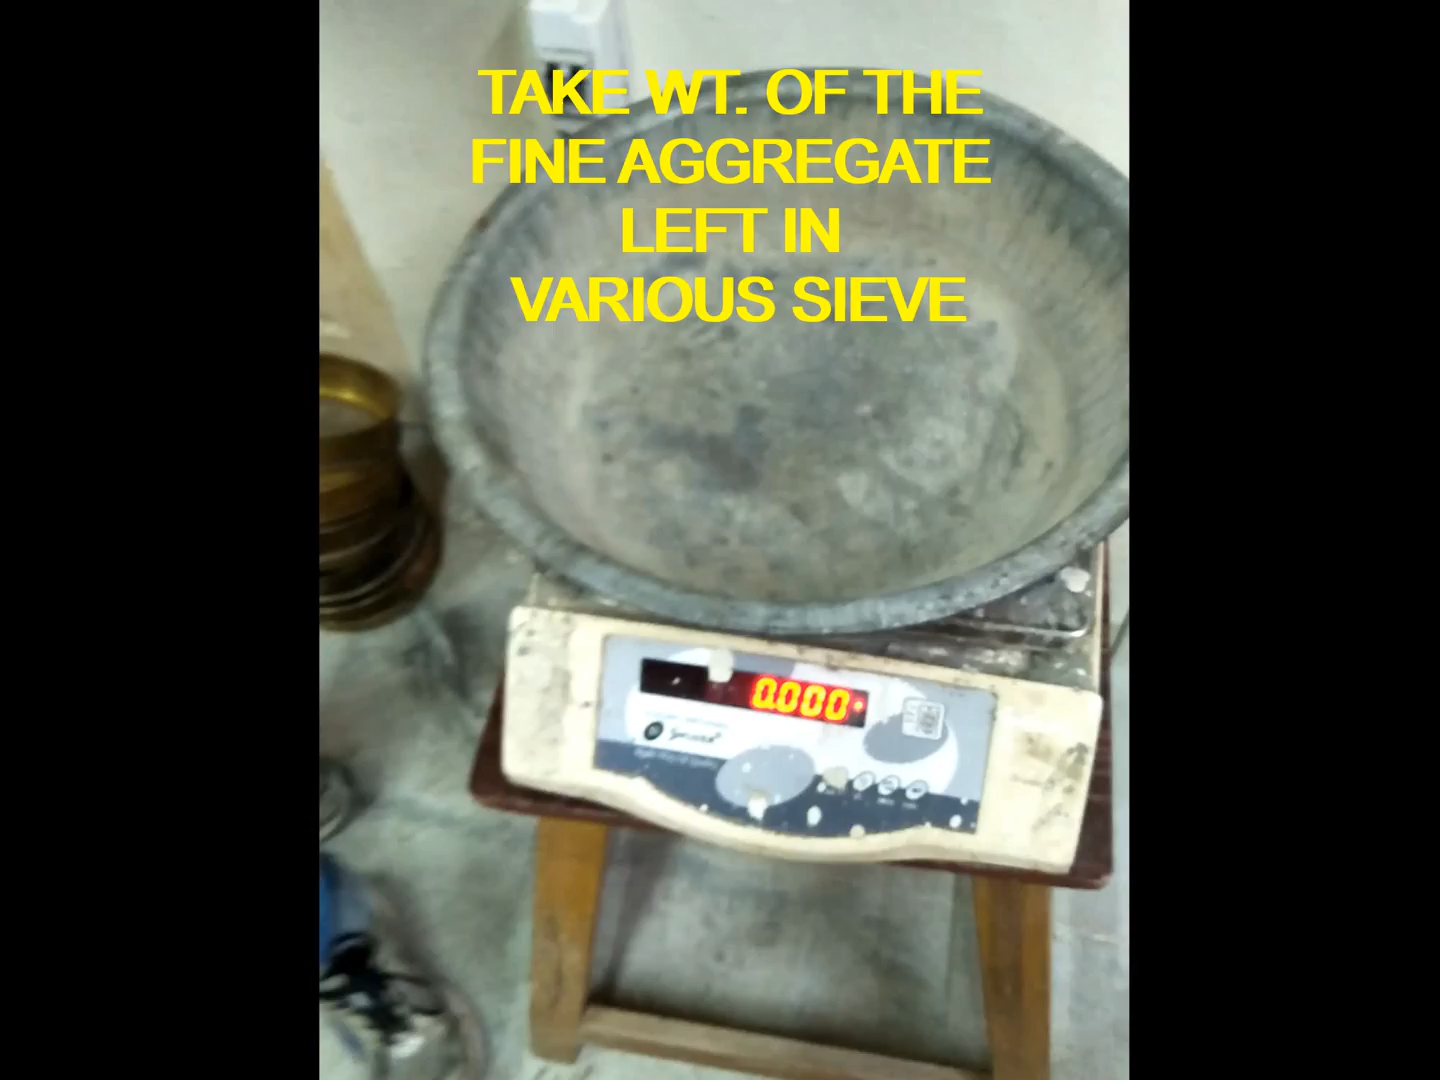 TAKE WT. OF THE
FINE AGGREGATE
LEFT IN
VARIOUS SIEVE
0.000